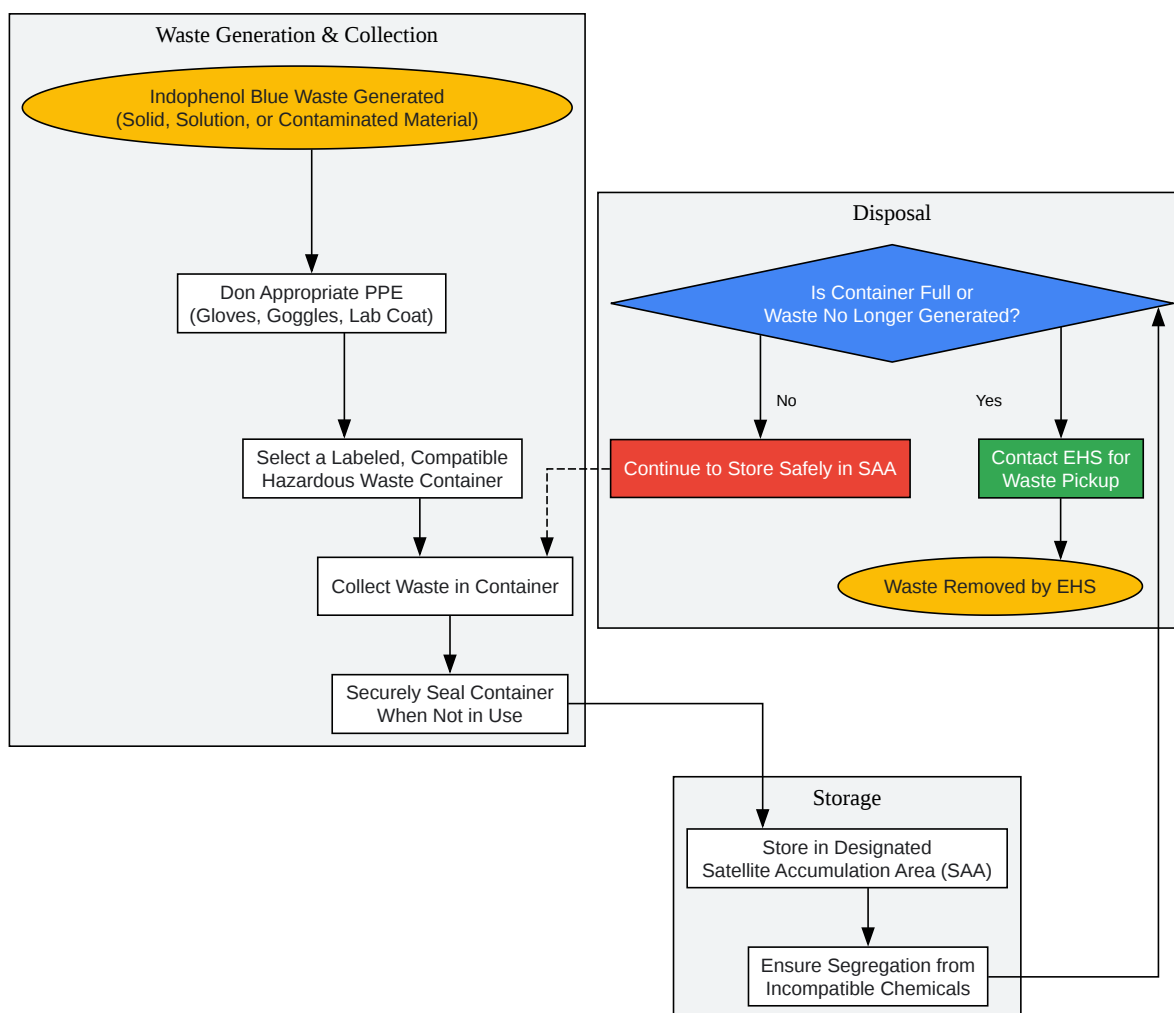 Waste Generation & Collection
Indophenol Blue Waste Generated
(Solid, Solution, or Contaminated Material)
Don Appropriate PPE
(Gloves, Goggles, Lab Coat)
Select a Labeled, Compatible
Hazardous Waste Container
Collect Waste in Container
Securely Seal Container
When Not in Use
Disposal
Is Container Full or
Waste No Longer Generated?
No
Yes
Continue to Store Safely in SAA
Contact EHS for
Waste Pickup
Waste Removed by EHS
Storage
Store in Designated
Satellite Accumulation Area (SAA)
Ensure Segregation from
Incompatible Chemicals